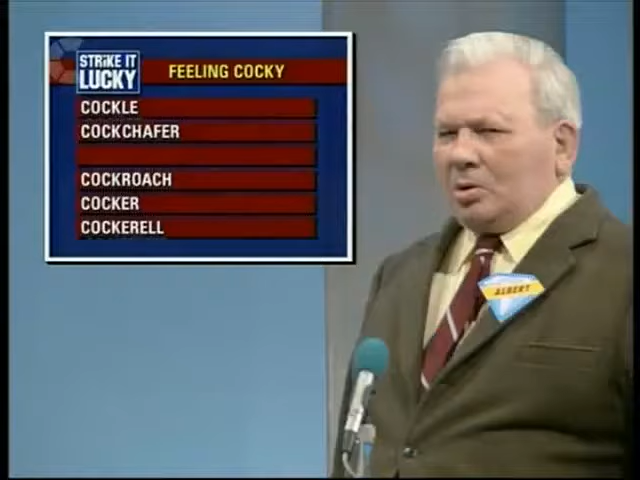 STRIKE IT
LUCKY
FEELING COCKY
COCKLE
COCKCHAFER
COCKROACH
COCKER
COCKERELL
ALBERT